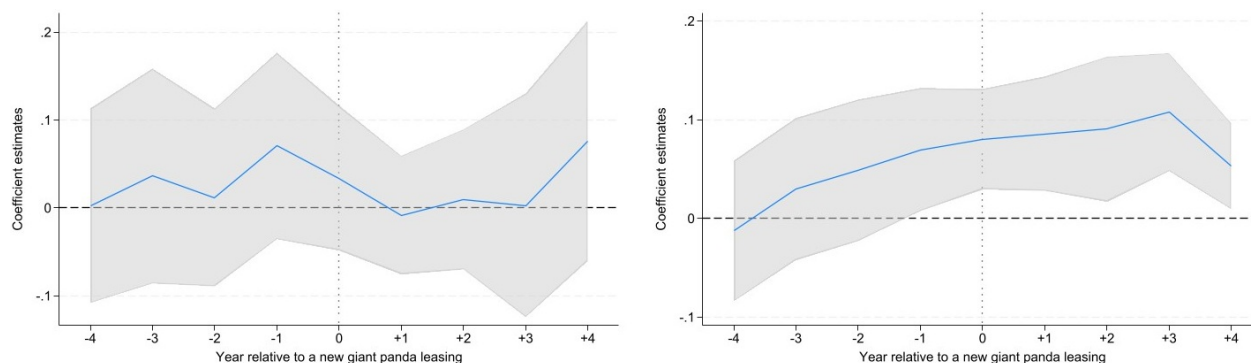 .2
.1
0
-.1
Coefficient estimates
-4 -3 -2 -1 0 +1 +2 +3 +4
Year relative to a new giant panda leasing
.2
.1
0
-.1
Coefficient estimates
-4 -3 -2 -1 0 +1 +2 +3 +4
Year relative to a new giant panda leasing